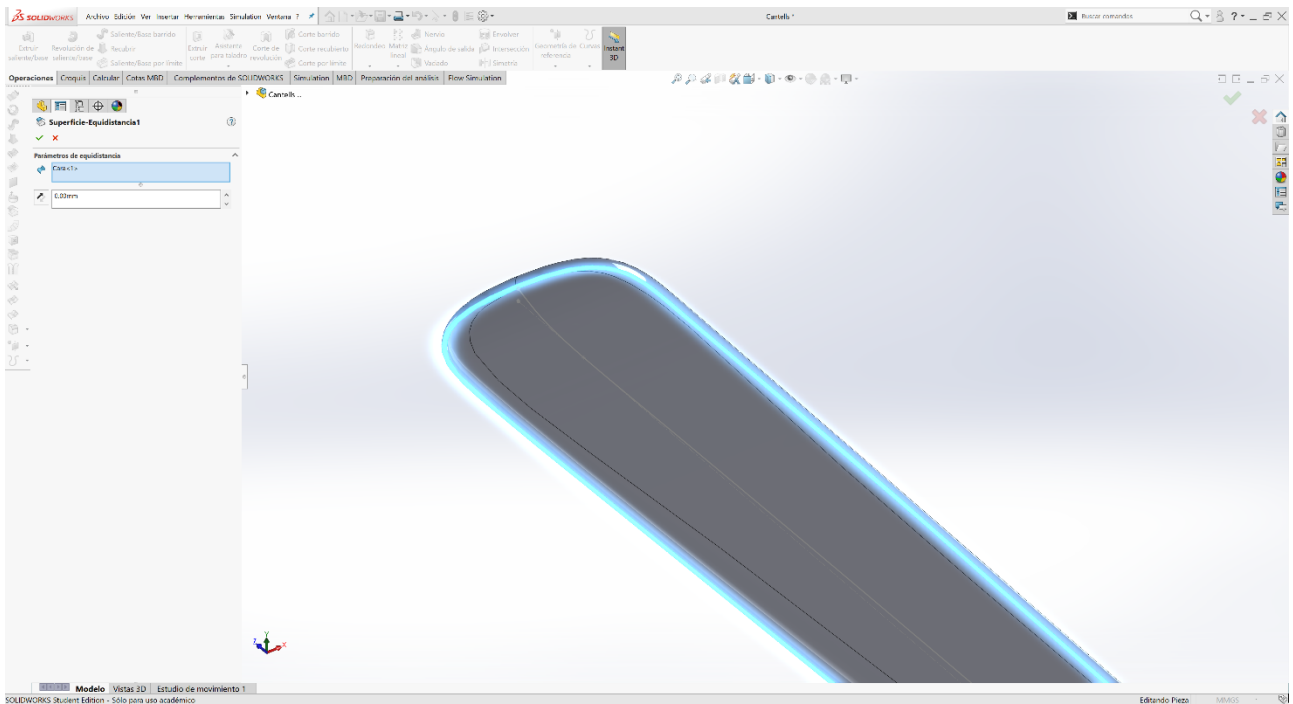 SOLIDWORKS Archivo Edición Ver Insertar Herramientas Simulation Ventana ?
Cantells *
Buscar comandos
Extruir saliente/base
Revolución de saliente/base
Saliente/Base barrido
Recubrir
Saliente/Base por límite
Extruir corte
Asistente para taladro
Corte de revolución
Corte barrido
Corte recubierto
Corte por límite
Redondeo
Matriz lineal
Nervio
Ángulo de salida
Vaciado
Envolver
Intersección
Simetría
Geometría de referencia
Curvas
Instant 3D
Operaciones Croquis Calcular Cotas MBD Complementos de SOLIDWORKS Simulation MBD Preparación del análisis Flow Simulation
Cantells ...
Superficie-Equidistancia1
Parámetros de equidistancia
Cara<1>
0.00mm
Z Y X
Modelo Vistas 3D Estudio de movimiento 1
SOLIDWORKS Student Edition - Sólo para uso académico
Editando Pieza
MMGS